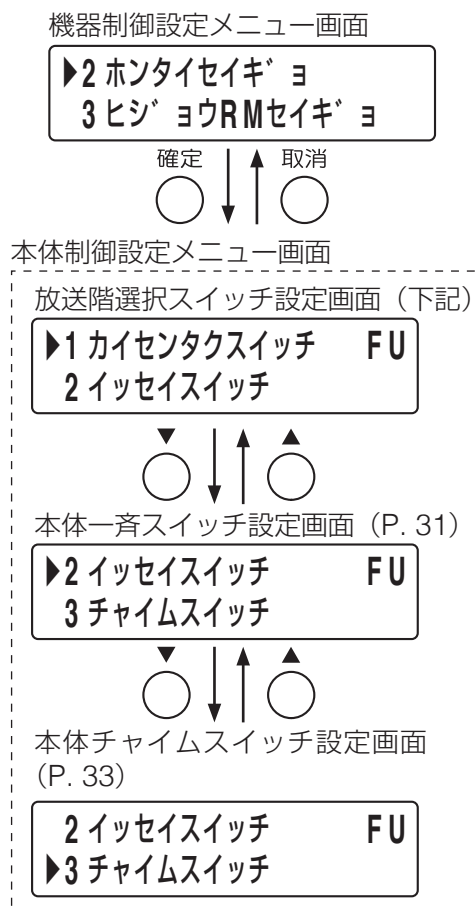 機器制御設定メニュー画面
▶2 ホンタイセイギョ
3 ヒジョウRMセイギョ
確定 取消
本体制御設定メニュー画面
放送階選択スイッチ設定画面（下記）
▶1 カイセンタクスイッチ FU
2 イッセイスイッチ
▼ ▲
本体一斉スイッチ設定画面（P. 31）
▶2 イッセイスイッチ FU
3 チャイムスイッチ
▼ ▲
本体チャイムスイッチ設定画面
（P. 33）
2 イッセイスイッチ FU
▶3 チャイムスイッチ